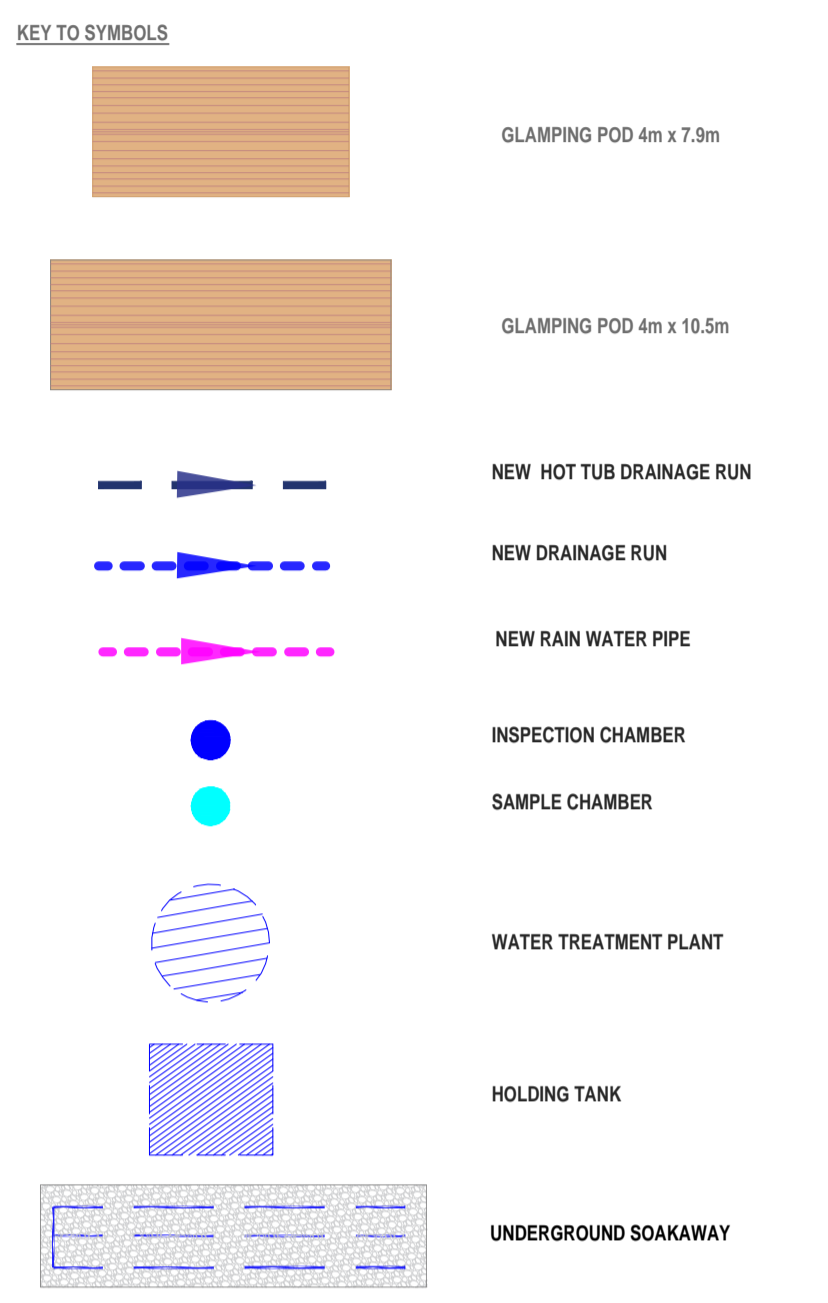 KEY TO SYMBOLS
GLAMPING POD 4m x 7.9m
GLAMPING POD 4m x 10.5m
NEW HOT TUB DRAINAGE RUN
NEW DRAINAGE RUN
NEW RAIN WATER PIPE
INSPECTION CHAMBER
SAMPLE CHAMBER
WATER TREATMENT PLANT
HOLDING TANK
UNDERGROUND SOAKAWAY